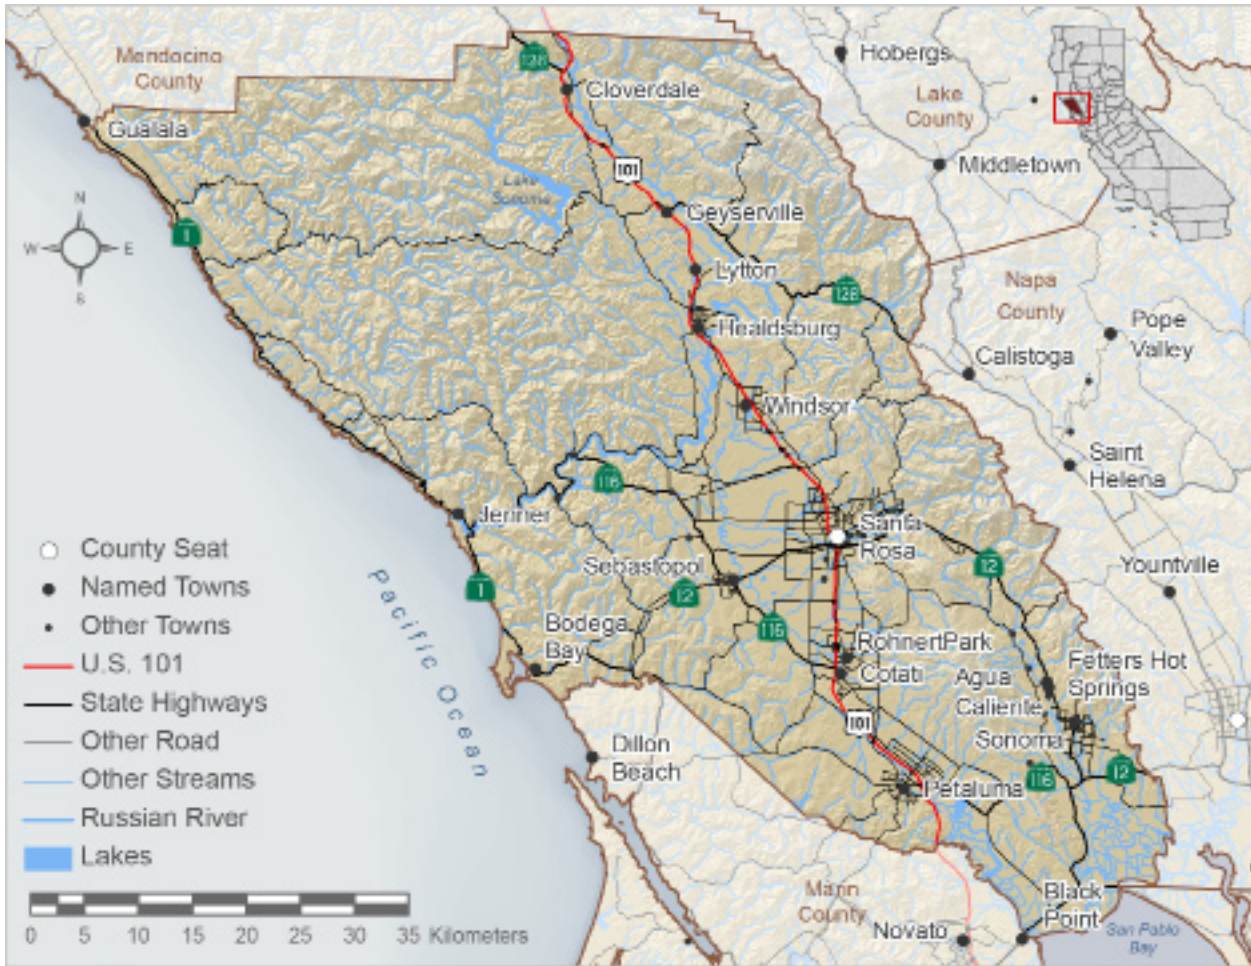 Mendocino
County
Hobergs
128
Cloverdale
Lake
County
Gualala
101
Middletown
Lake
Sonoma
N
Geyserville
1
W
E
Lytton
Napa
County
S
128
Healdsburg
Pope
Valley
Calistoga
Windsor
Saint
Helena
116
Jenner
Santa
Rosa
County Seat
Sebastopol
12
Yountville
Named Towns
1
12
Pacific Ocean
Other Towns
Bodega
Bay
116
RohnertPark
U.S. 101
Cotati
Agua
Caliente
Fetters Hot
Springs
State Highways
101
Other Road
Dillon
Beach
Sonoma
Other Streams
Petaluma
116
12
Russian River
Lakes
Marin
County
Black
Point
Novato
San Pablo
Bay
0 5 10 15 20 25 30 35 Kilometers